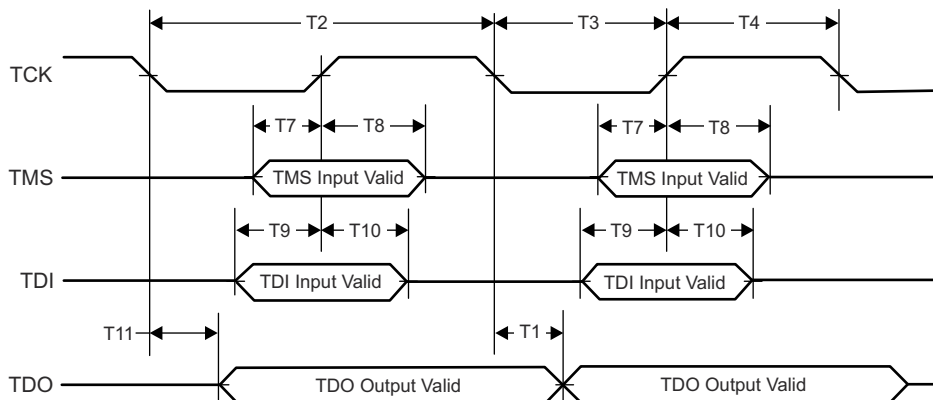 T2 T3 T4
TCK
T7 T8 T7 T8
TMS TMS Input Valid TMS Input Valid
T9 T10 T9 T10
TDI TDI Input Valid TDI Input Valid
T11 T1
TDO TDO Output Valid TDO Output Valid